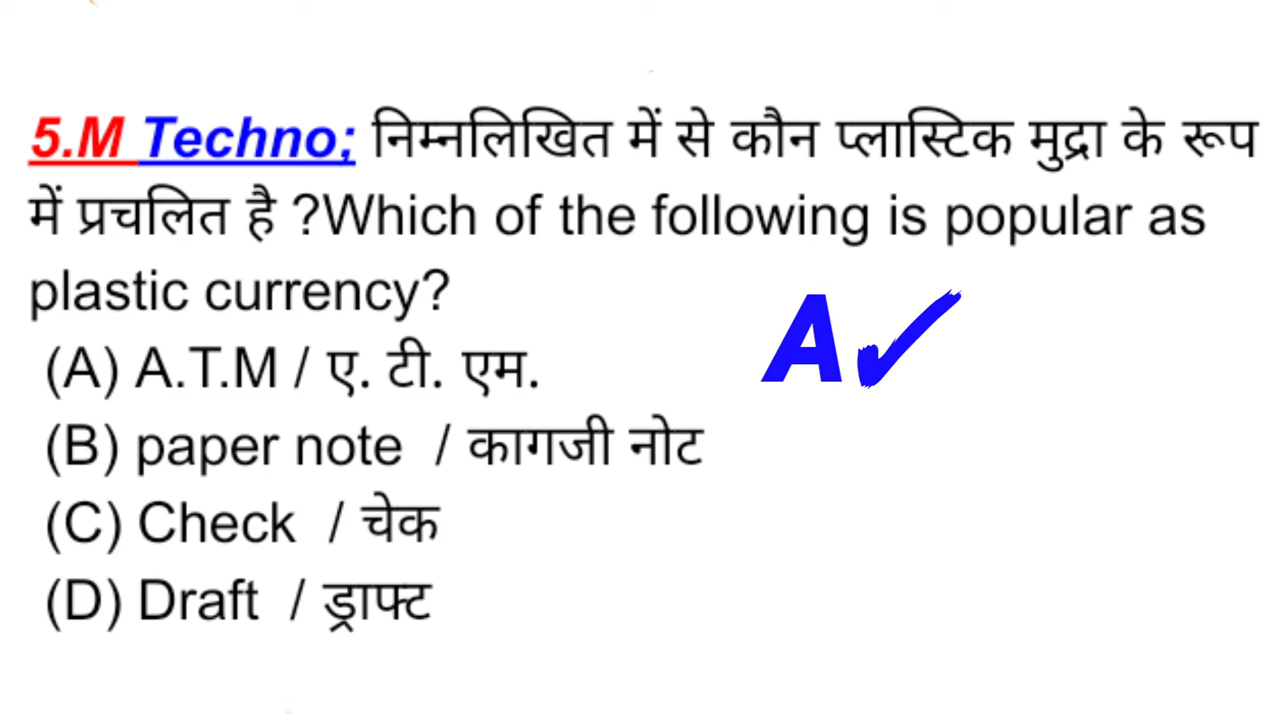 5.M Techno; निम्नलिखित में से कौन प्लास्टिक मुद्रा के रूप
में प्रचलित है ?Which of the following is popular as
plastic currency?
A✓
(A) A.T.M / ए. टी. एम.
(B) paper note / कागजी नोट
(C) Check / चेक
(D) Draft / ड्राफ्ट